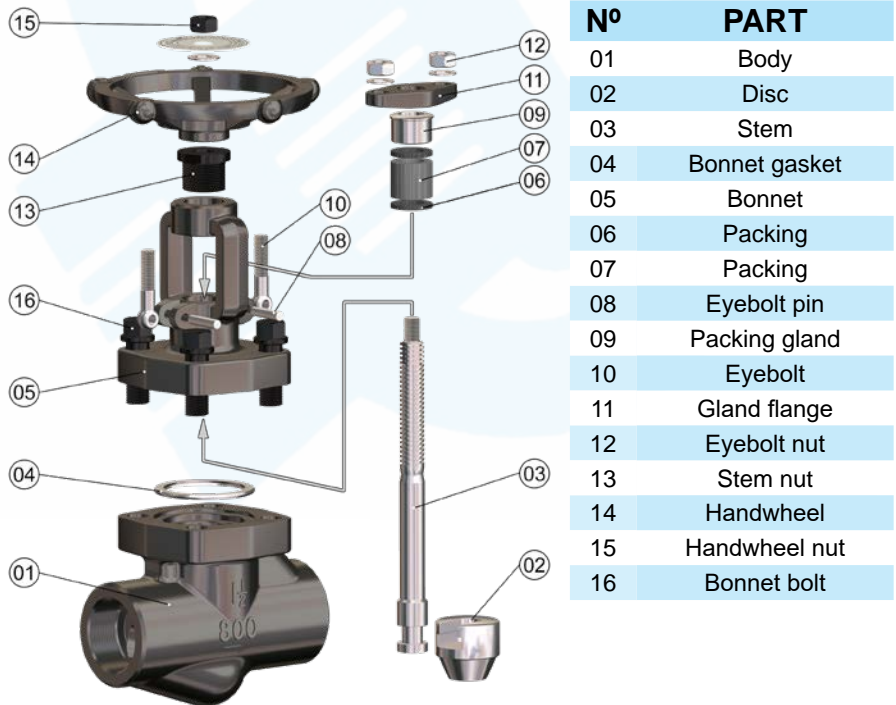 15
14
13
16
05
04
01
12
11
09
07
06
10
08
03
02
1 1/2
800
Nº PART
01 Body
02 Disc
03 Stem
04 Bonnet gasket
05 Bonnet
06 Packing
07 Packing
08 Eyebolt pin
09 Packing gland
10 Eyebolt
11 Gland flange
12 Eyebolt nut
13 Stem nut
14 Handwheel
15 Handwheel nut
16 Bonnet bolt